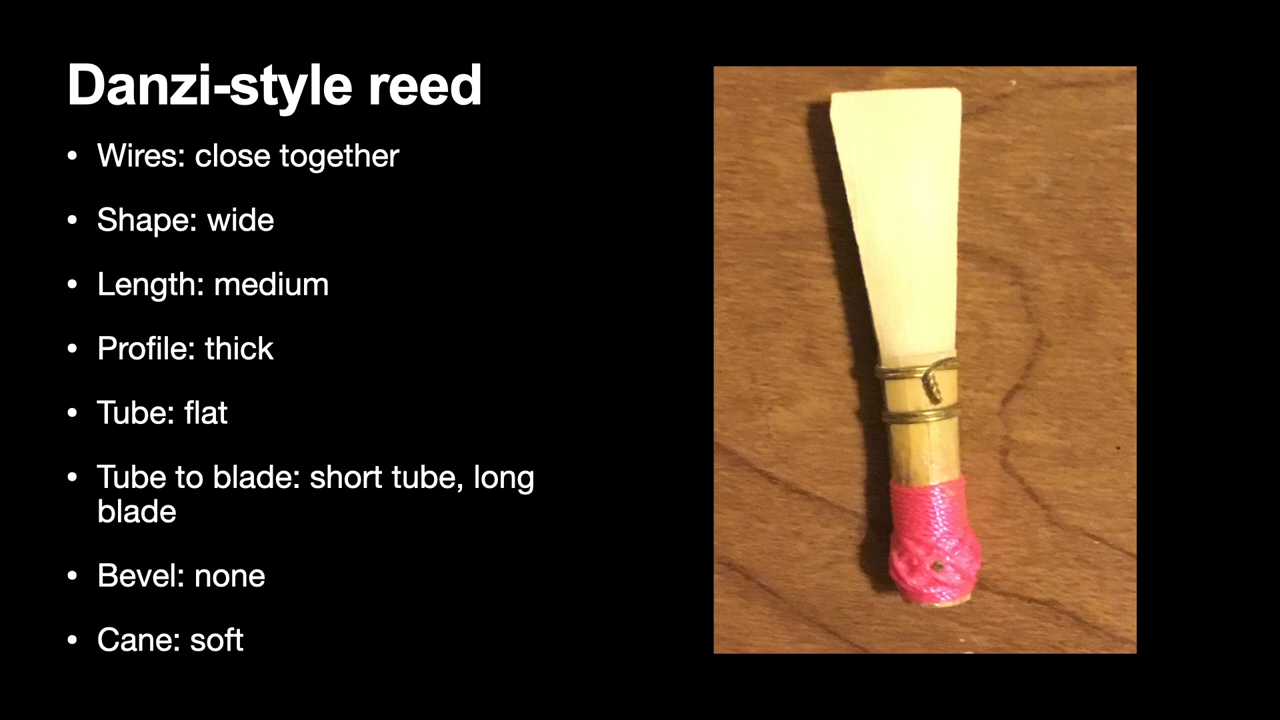 Danzi-style reed
• Wires: close together
• Shape: wide
• Length: medium
• Profile: thick
• Tube: flat
• Tube to blade: short tube, long
blade
• Bevel: none
• Cane: soft